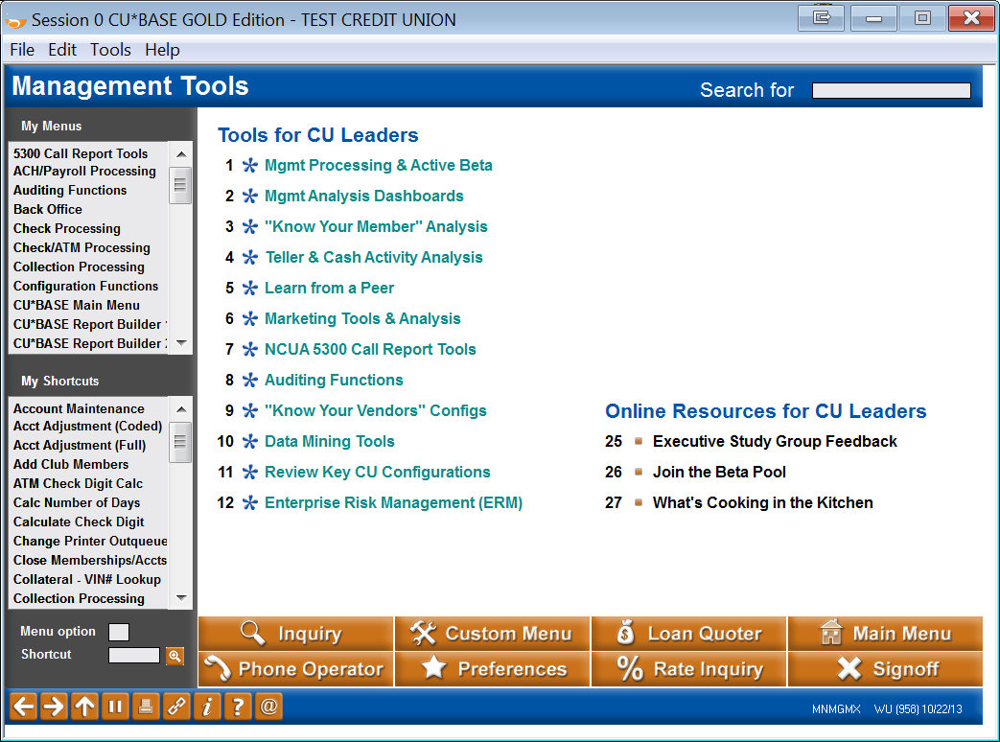 Session 0 CU*BASE GOLD Edition - TEST CREDIT UNION
File Edit Tools Help
Management Tools
Search for
My Menus
5300 Call Report Tools
ACH/Payroll Processing
Auditing Functions
Back Office
Check Processing
Check/ATM Processing
Collection Processing
Configuration Functions
CU*BASE Main Menu
CU*BASE Report Builder
CU*BASE Report Builder
My Shortcuts
Account Maintenance
Acct Adjustment (Coded)
Acct Adjustment (Full)
Add Club Members
ATM Check Digit Calc
Calc Number of Days
Calculate Check Digit
Change Printer Outqueue
Close Memberships/Accts
Collateral - VIN# Lookup
Collection Processing
Menu option
Shortcut
Tools for CU Leaders
1 Mgmt Processing & Active Beta
2 Mgmt Analysis Dashboards
3 "Know Your Member" Analysis
4 Teller & Cash Activity Analysis
5 Learn from a Peer
6 Marketing Tools & Analysis
7 NCUA 5300 Call Report Tools
8 Auditing Functions
9 "Know Your Vendors" Configs
10 Data Mining Tools
11 Review Key CU Configurations
12 Enterprise Risk Management (ERM)
Online Resources for CU Leaders
25 Executive Study Group Feedback
26 Join the Beta Pool
27 What's Cooking in the Kitchen
Inquiry Custom Menu Loan Quoter Main Menu
Phone Operator Preferences Rate Inquiry Signoff
MNMGMX WU (958) 10/22/13